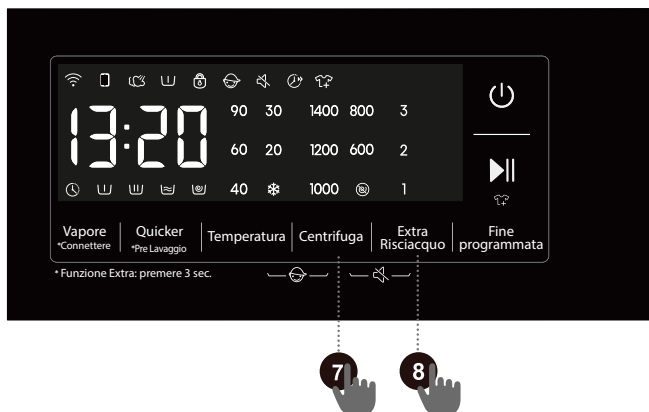 13:20
90 30 1400 800 3
60 20 1200 600 2
40 1000 1
Vapore
*Connettere
Quicker
*Pre Lavaggio
Temperatura
Centrifuga
Extra
Risciacquo
Fine
programmata
* Funzione Extra: premere 3 sec.
7 8